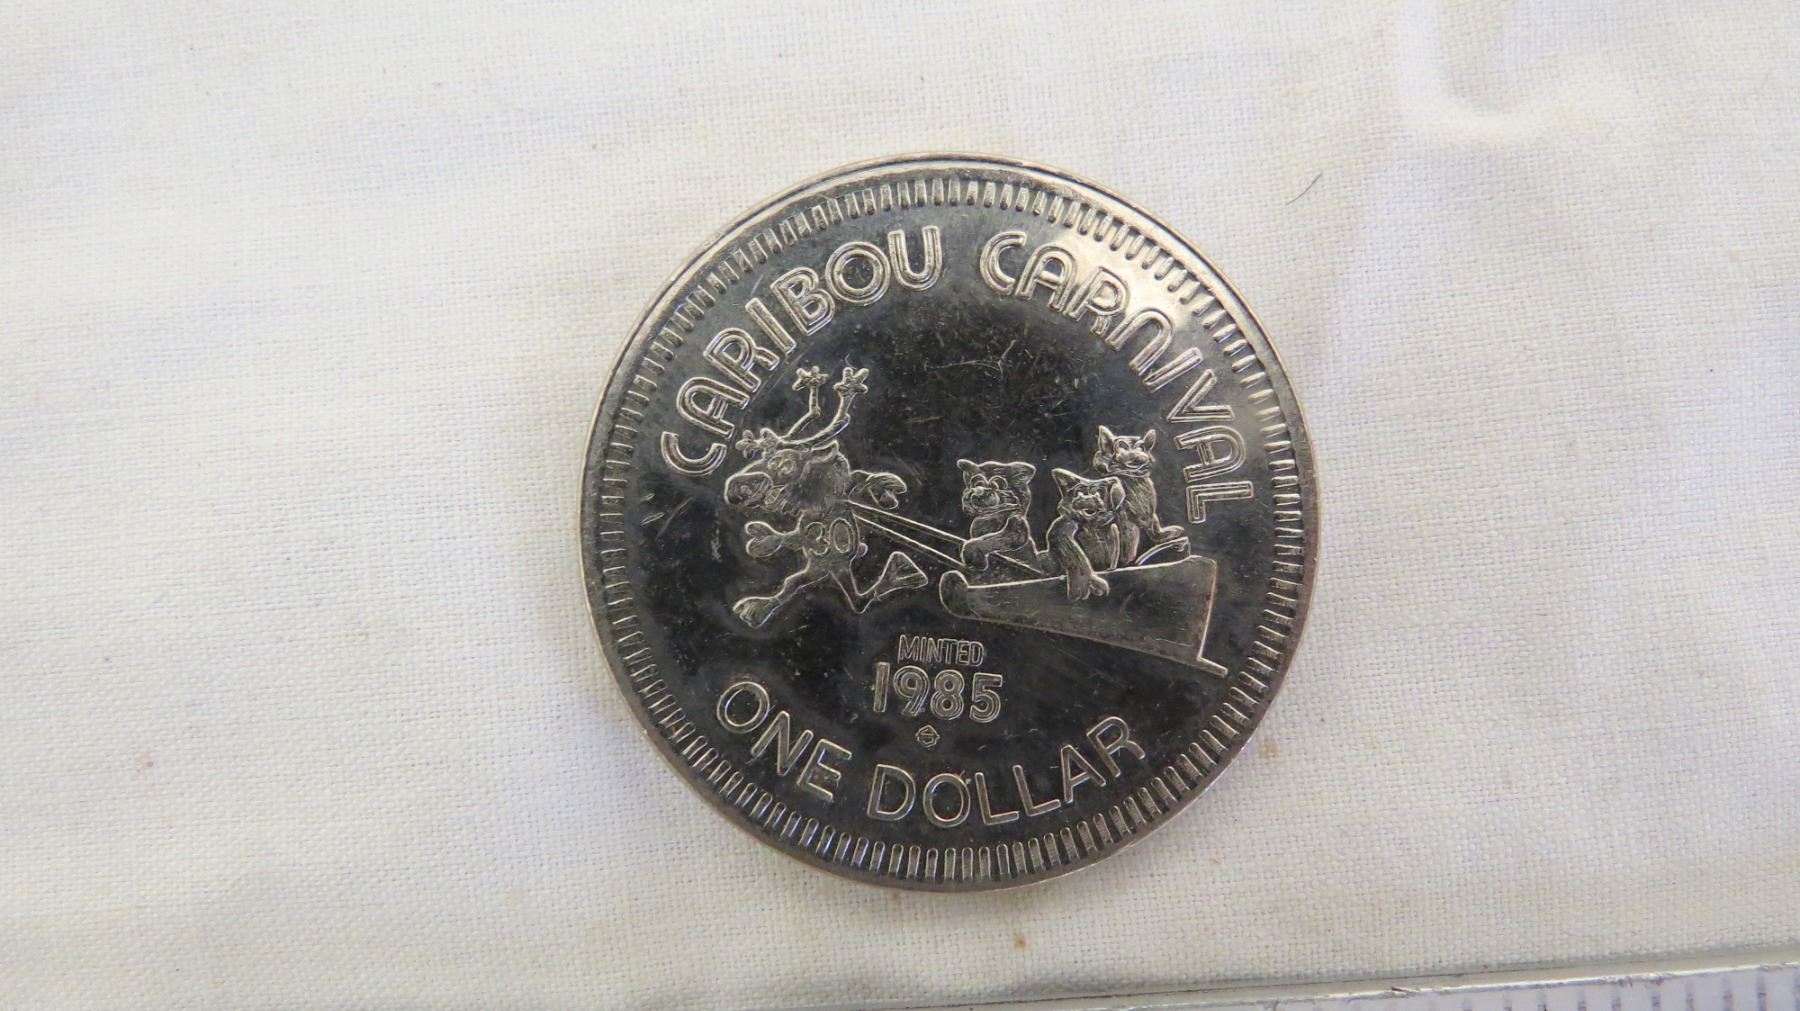 CARIBOU CARNIVAL
30
MINTED
1985
ONE DOLLAR